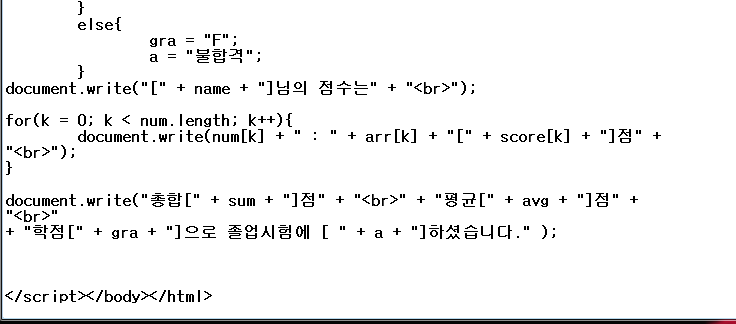 }
else{
gra = "F";
a = "불합격";
}
document.write("[" + name + "]님의 점수는" + "<br>");
for(k = 0; k < num.length; k++){
document.write(num[k] + " : " + arr[k] + "[" + score[k] + "]점" +
"<br>");
}
document.write("총합[" + sum + "]점" + "<br>" + "평균[" + avg + "]점" +
"<br>"
+ "학점[" + gra + "]으로 졸업시험에 [ " + a + "]하셨습니다." );
</script></body></html>